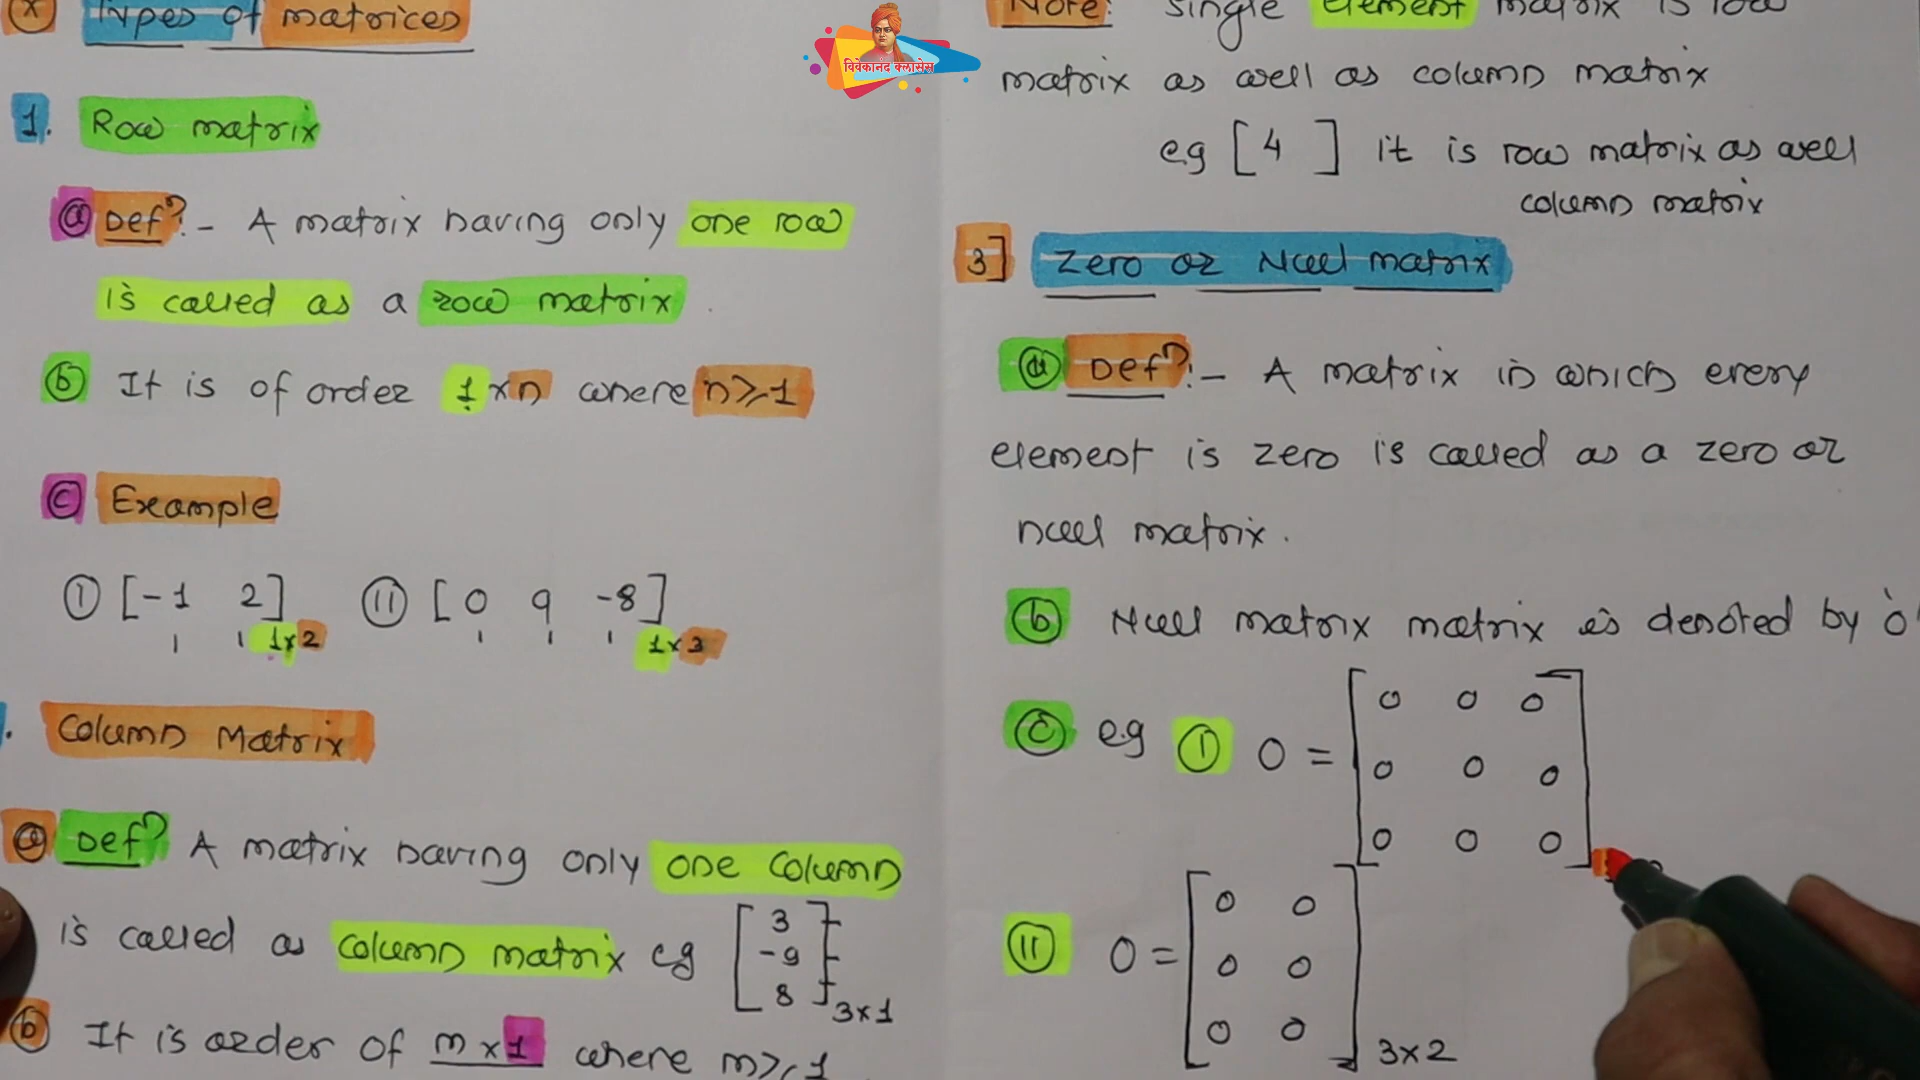 Types of matrices
1. Row matrix
ⓐ Defⁿ:- A matrix having only one row
is called as a row matrix.
ⓑ It is of order 1×n where n⩾1
ⓒ Example
ⓘ [-1 2] 1×2 ⓘⓘ [0 9 -8] 1×3
. Column Matrix
ⓐ Defⁿ A matrix having only one column
is called as column matrix eg [3
-9
8] 3×1
ⓑ It is order of m×1 where m⩾1
Note: Single element matrix is row
matrix as well as column matrix
eg [4 ] it is row matrix as well
column matrix
विवेकानंद क्लासेस
3] Zero or Null matrix
ⓐ Defⁿ:- A matrix in which every
element is zero is called as a zero or
null matrix.
ⓑ Null matrix matrix is denoted by 'o'
ⓒ eg ⓘ O = [0 0 0
0 0 0
0 0 0]
ⓘⓘ O = [0 0
0 0
0 0] 3×2